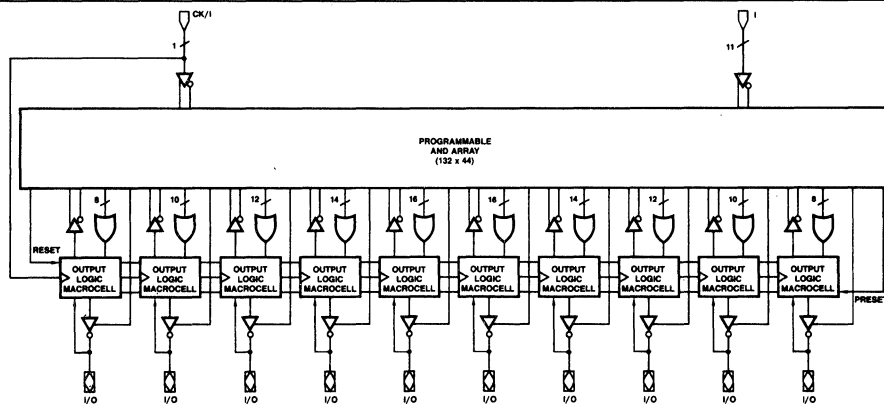 CK/I
I
1
11
PROGRAMMABLE
AND ARRAY
(132 x 44)
8
10
12
14
16
16
14
12
10
8
RESET
OUTPUT
LOGIC
MACROCELL
OUTPUT
LOGIC
MACROCELL
OUTPUT
LOGIC
MACROCELL
OUTPUT
LOGIC
MACROCELL
OUTPUT
LOGIC
MACROCELL
OUTPUT
LOGIC
MACROCELL
OUTPUT
LOGIC
MACROCELL
OUTPUT
LOGIC
MACROCELL
OUTPUT
LOGIC
MACROCELL
OUTPUT
LOGIC
MACROCELL
PRESET
I/O
I/O
I/O
I/O
I/O
I/O
I/O
I/O
I/O
I/O